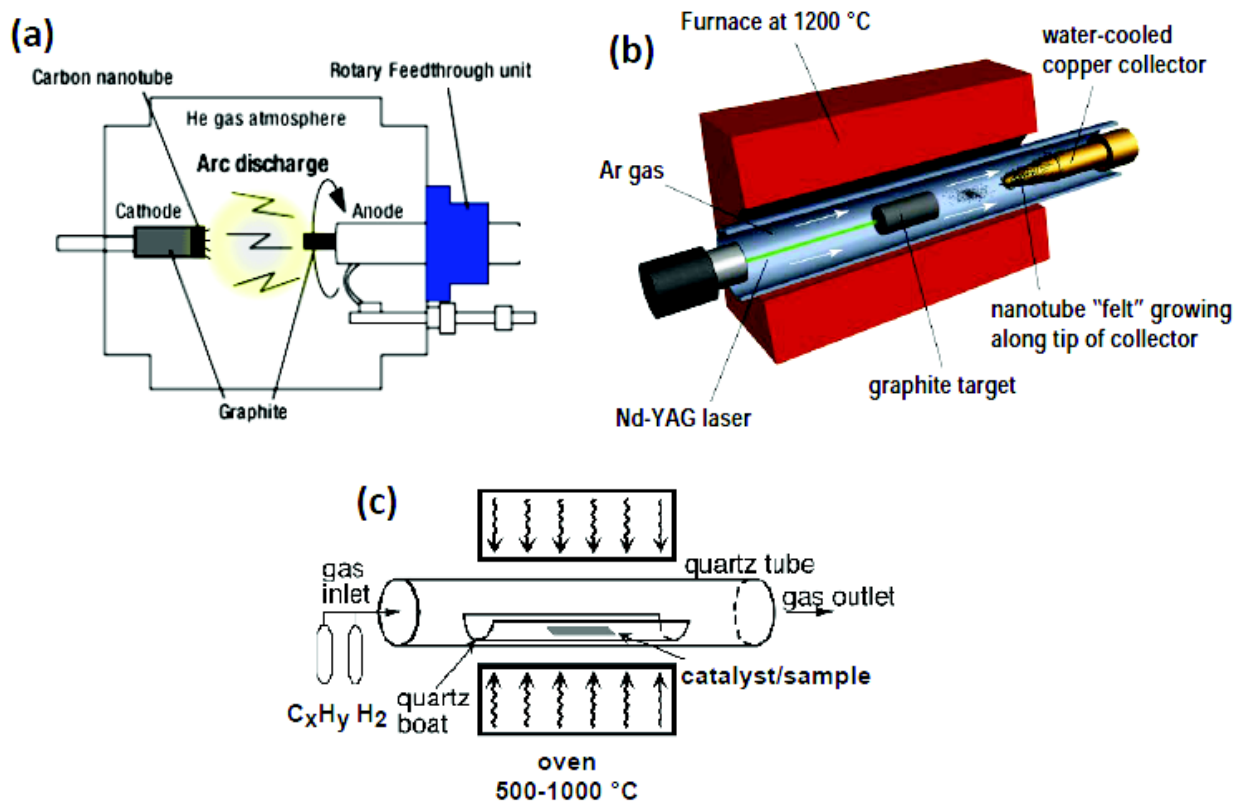 (a)
Carbon nanotube
Rotary Feedthrough unit
He gas atmosphere
Arc discharge
Cathode
Anode
Graphite
(b)
Furnace at 1200 °C
water-cooled
copper collector
Ar gas
nanotube "felt" growing
along tip of collector
graphite target
Nd-YAG laser
(c)
gas
inlet
quartz tube
gas outlet
catalyst/sample
quartz
boat
CxHy H2
oven
500-1000 °C